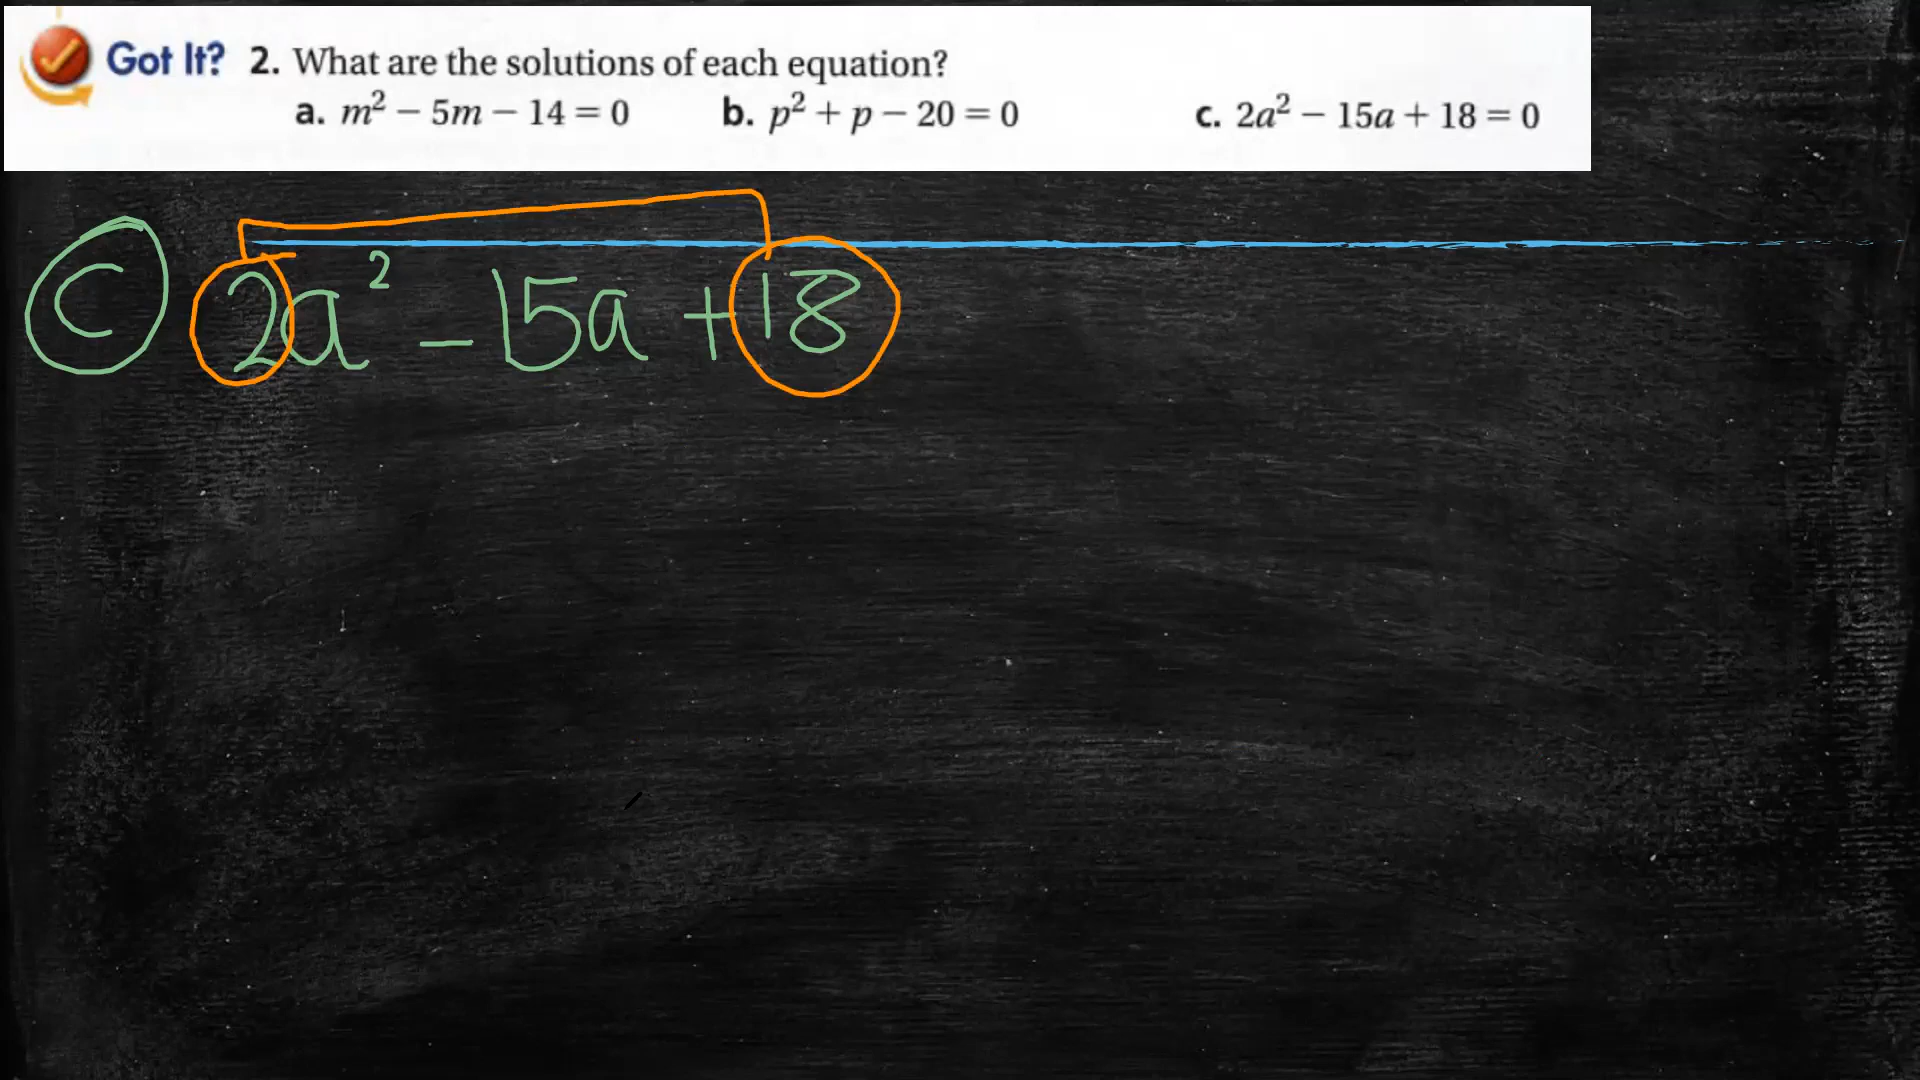 Got It? 2. What are the solutions of each equation?
a. m² − 5m − 14 = 0 b. p² + p − 20 = 0 c. 2a² − 15a + 18 = 0
C 2a² − 15a + 18